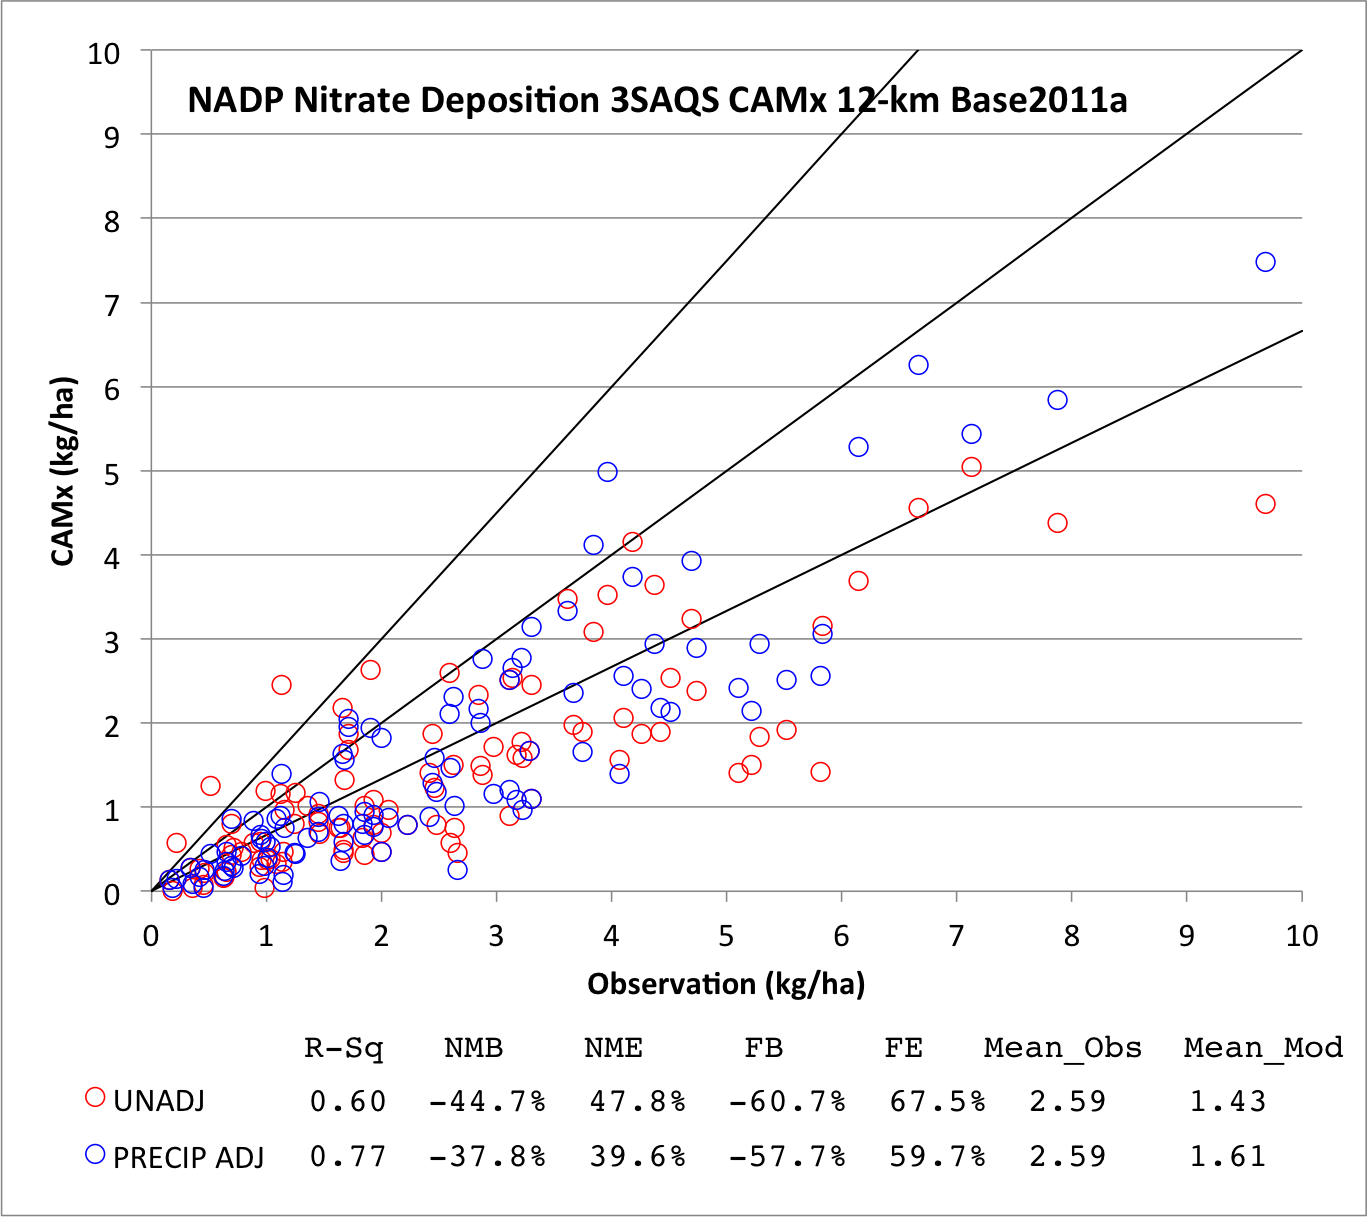 NADP Nitrate Deposition 3SAQS CAMx 12-km Base2011a
10
9
8
7
6
5
4
3
2
1
0
CAMx (kg/ha)
0 1 2 3 4 5 6 7 8 9 10
Observation (kg/ha)
R-Sq NMB NME FB FE Mean_Obs Mean_Mod
UNADJ 0.60 -44.7% 47.8% -60.7% 67.5% 2.59 1.43
PRECIP ADJ 0.77 -37.8% 39.6% -57.7% 59.7% 2.59 1.61